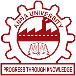 ANNA UNIVERSITY
PROGRESS THROUGH KNOWLEDGE